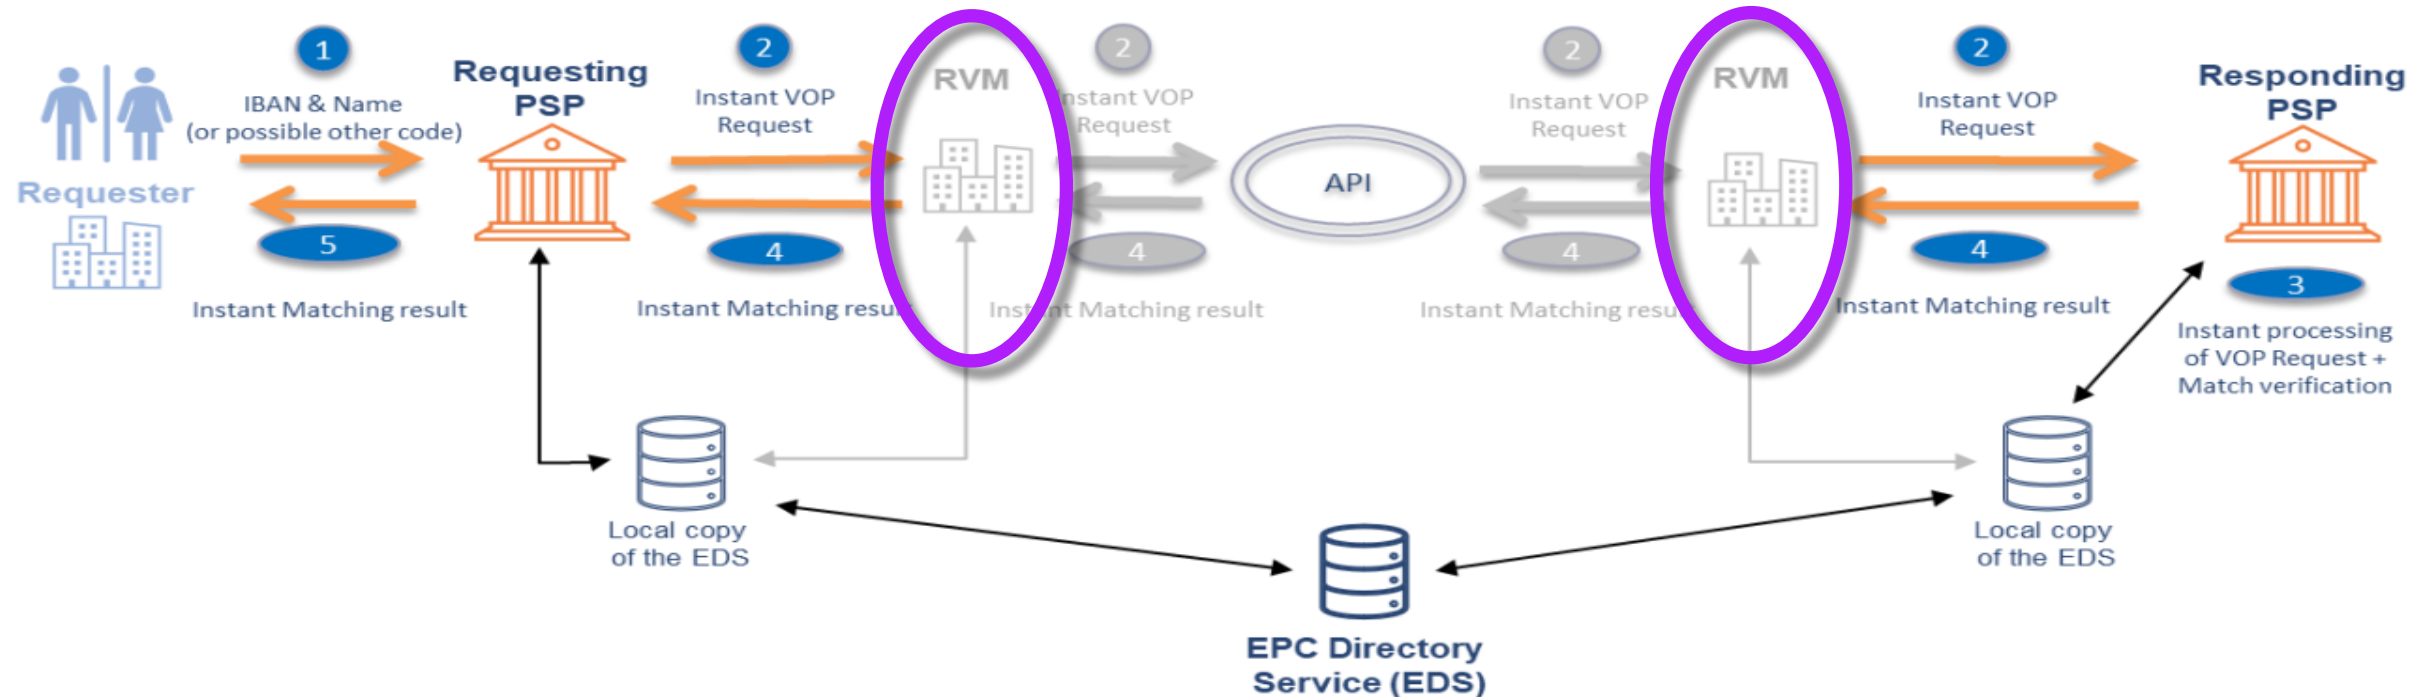 1
IBAN & Name
(or possible other code)
Requester
5
Instant Matching result
Requesting
PSP
2
Instant VOP
Request
4
Instant Matching resu
RVM
2
Instant VOP
Request
4
Instant Matching result
API
2
Instant VOP
Request
4
Instant Matching resu
RVM
2
Instant VOP
Request
4
Instant Matching result
Responding
PSP
3
Instant processing
of VOP Request +
Match verification
Local copy
of the EDS
Local copy
of the EDS
EPC Directory
Service (EDS)